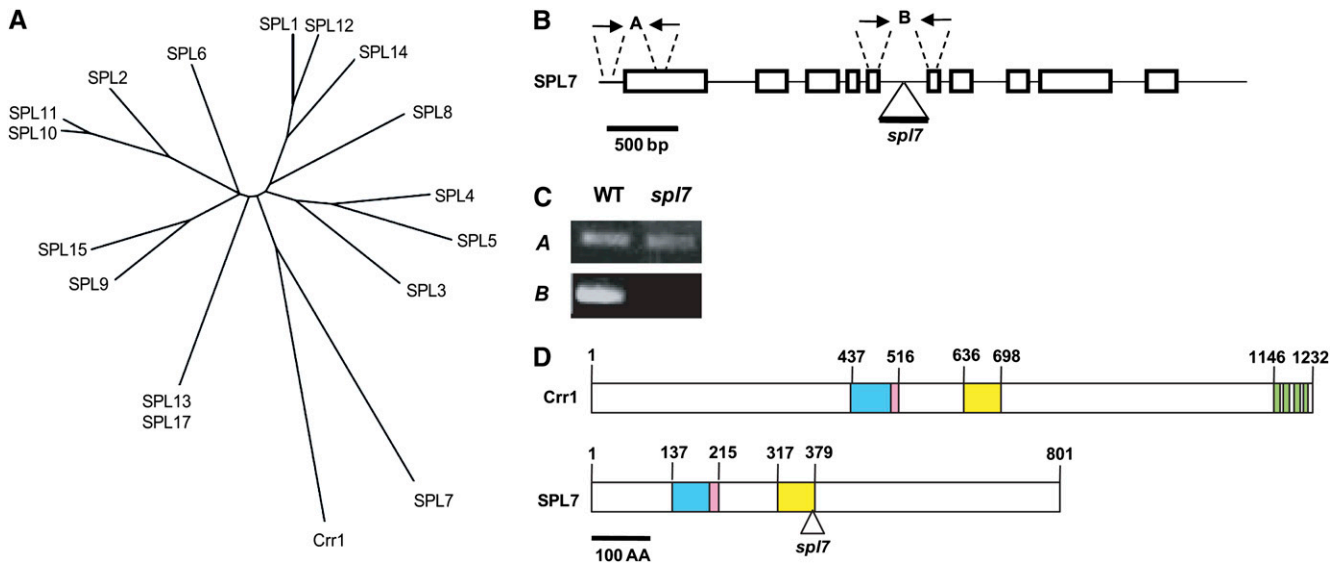 A
SPL1
SPL12
SPL6
SPL14
SPL2
SPL11
SPL10
SPL8
SPL4
SPL5
SPL15
SPL9
SPL3
SPL13
SPL17
SPL7
Crr1
B
A
B
SPL7
500 bp
spl7
C
WT spl7
A
B
D
1 437 516 636 698 1146 1232
Crr1
1 137 215 317 379 801
SPL7
100 AA
spl7